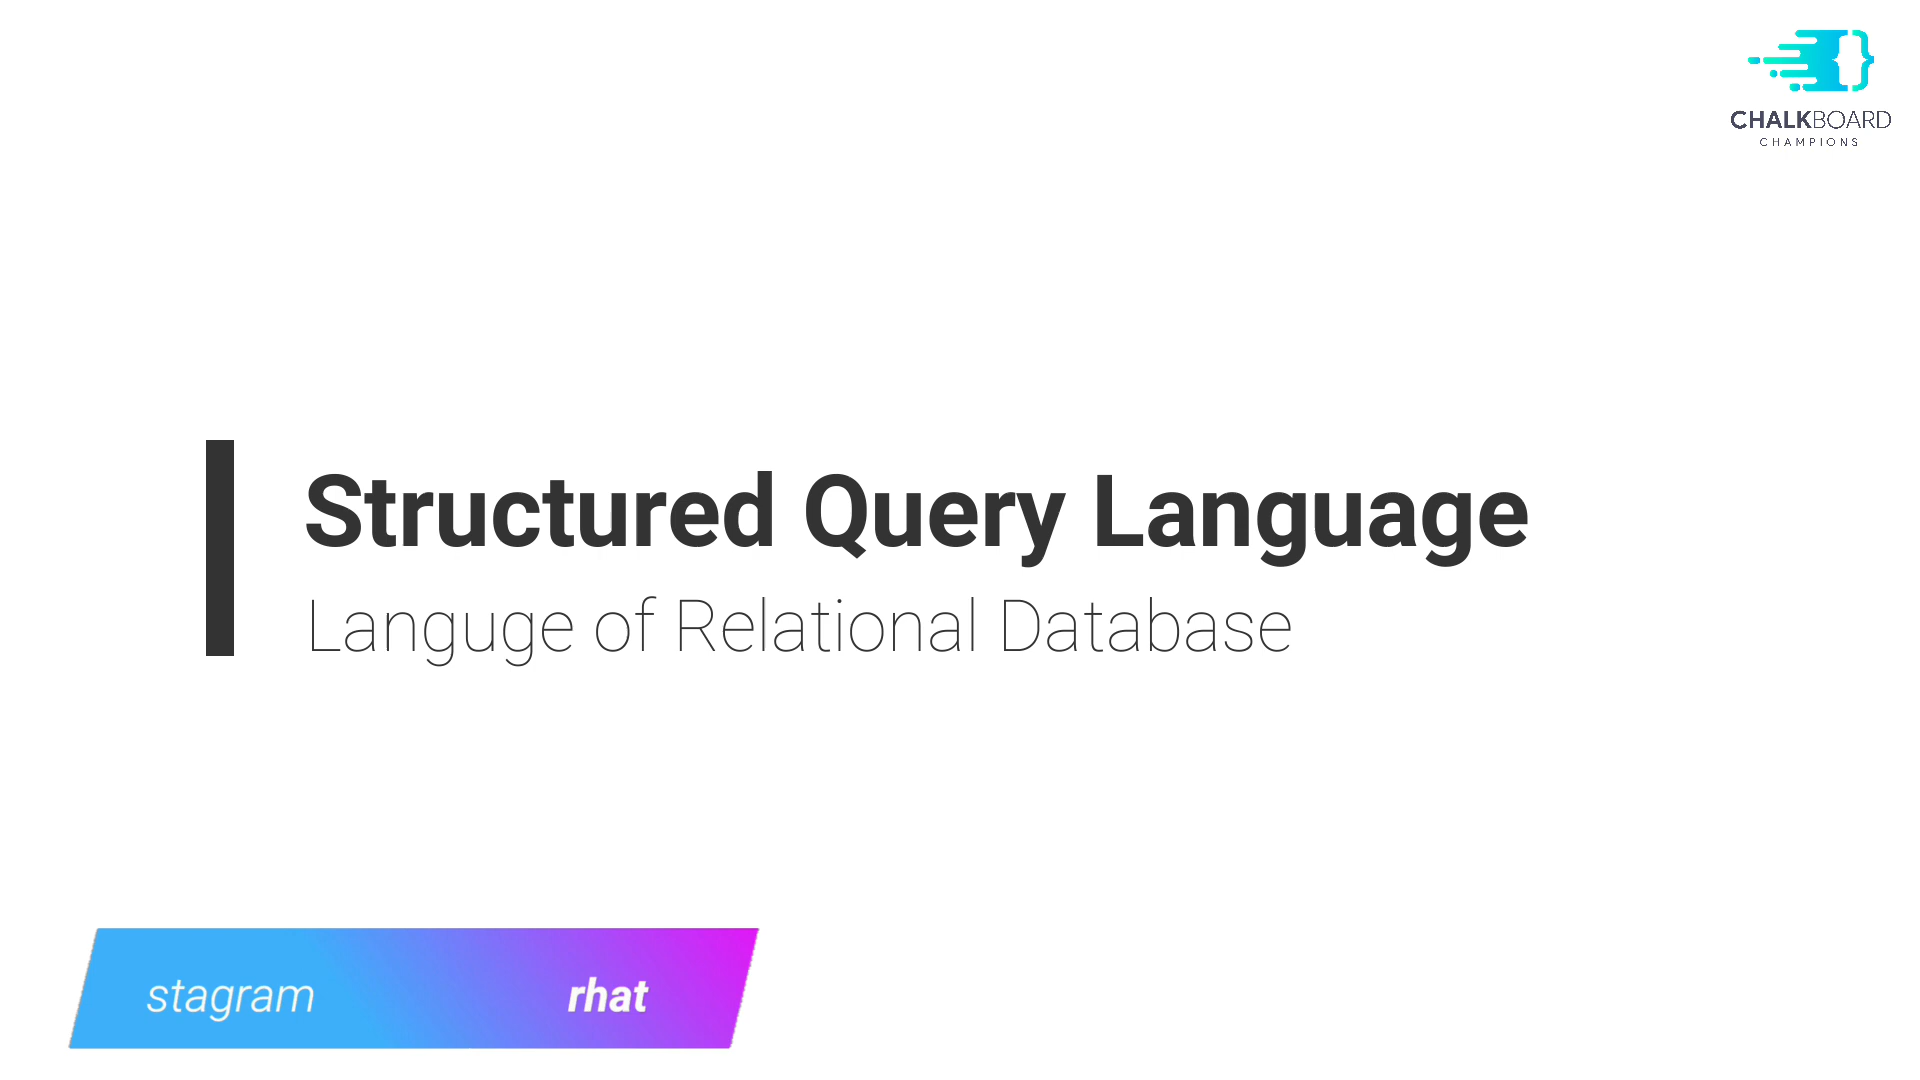 CHALKBOARD
CHAMPIONS
Structured Query Language
Languge of Relational Database
stagram rhat